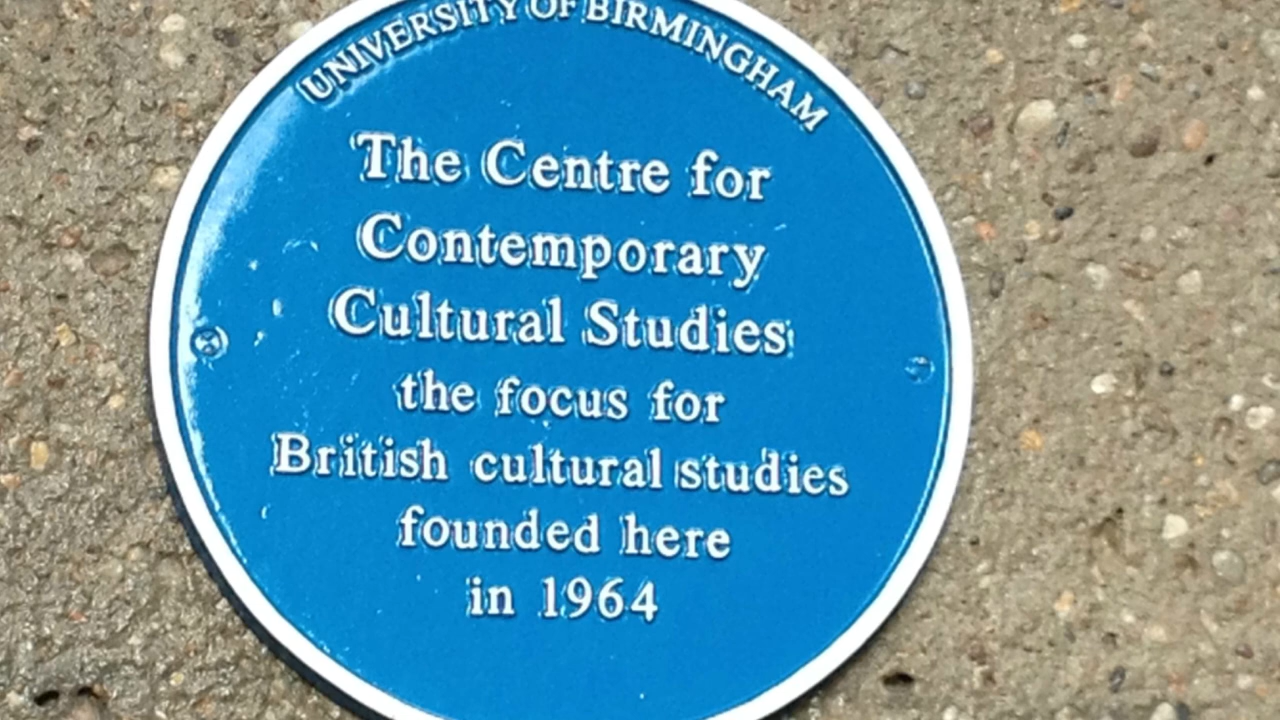 UNIVERSITY OF BIRMINGHAM
The Centre for
Contemporary
Cultural Studies
the focus for
British cultural studies
founded here
in 1964